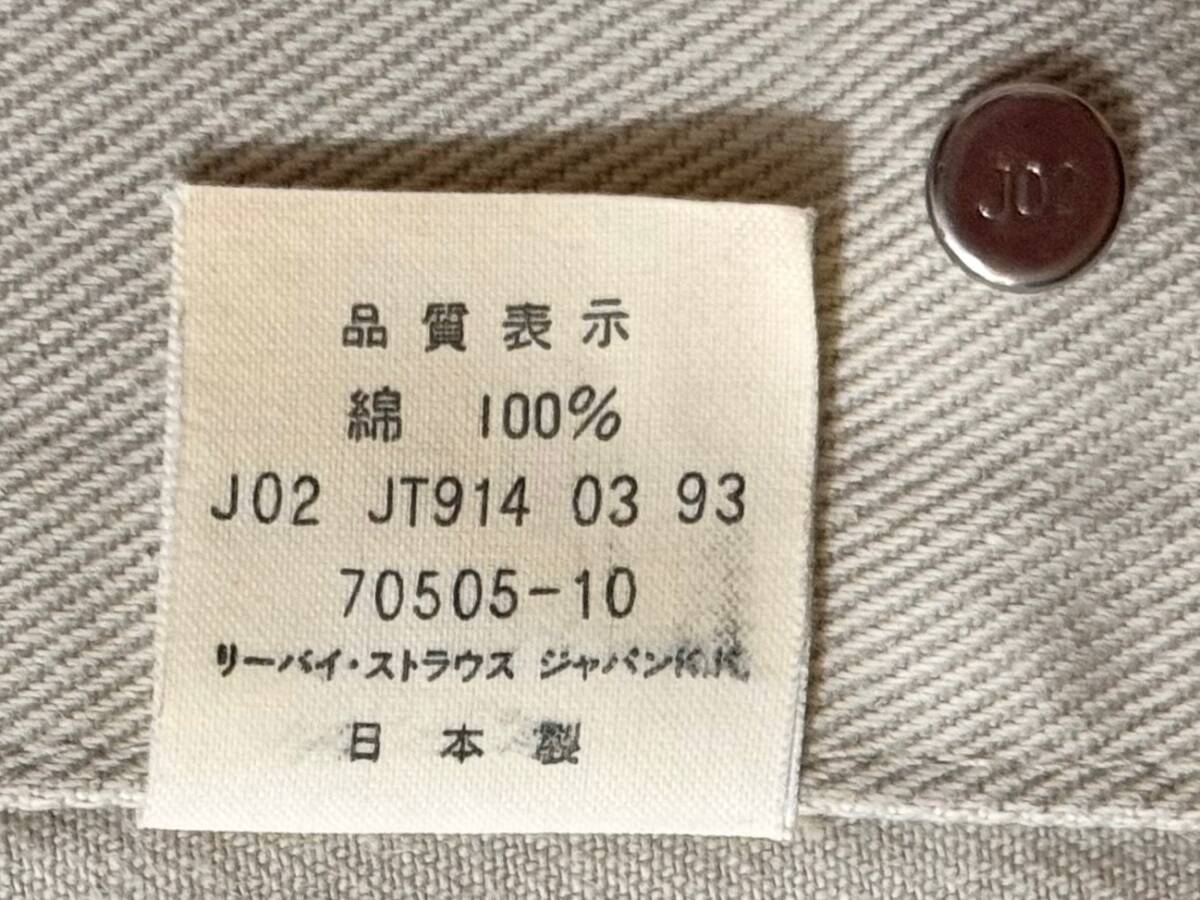 J02
品質表示
綿 100%
J02 JT914 03 93
70505-10
リーバイ・ストラウス ジャパンK.K.
日本製